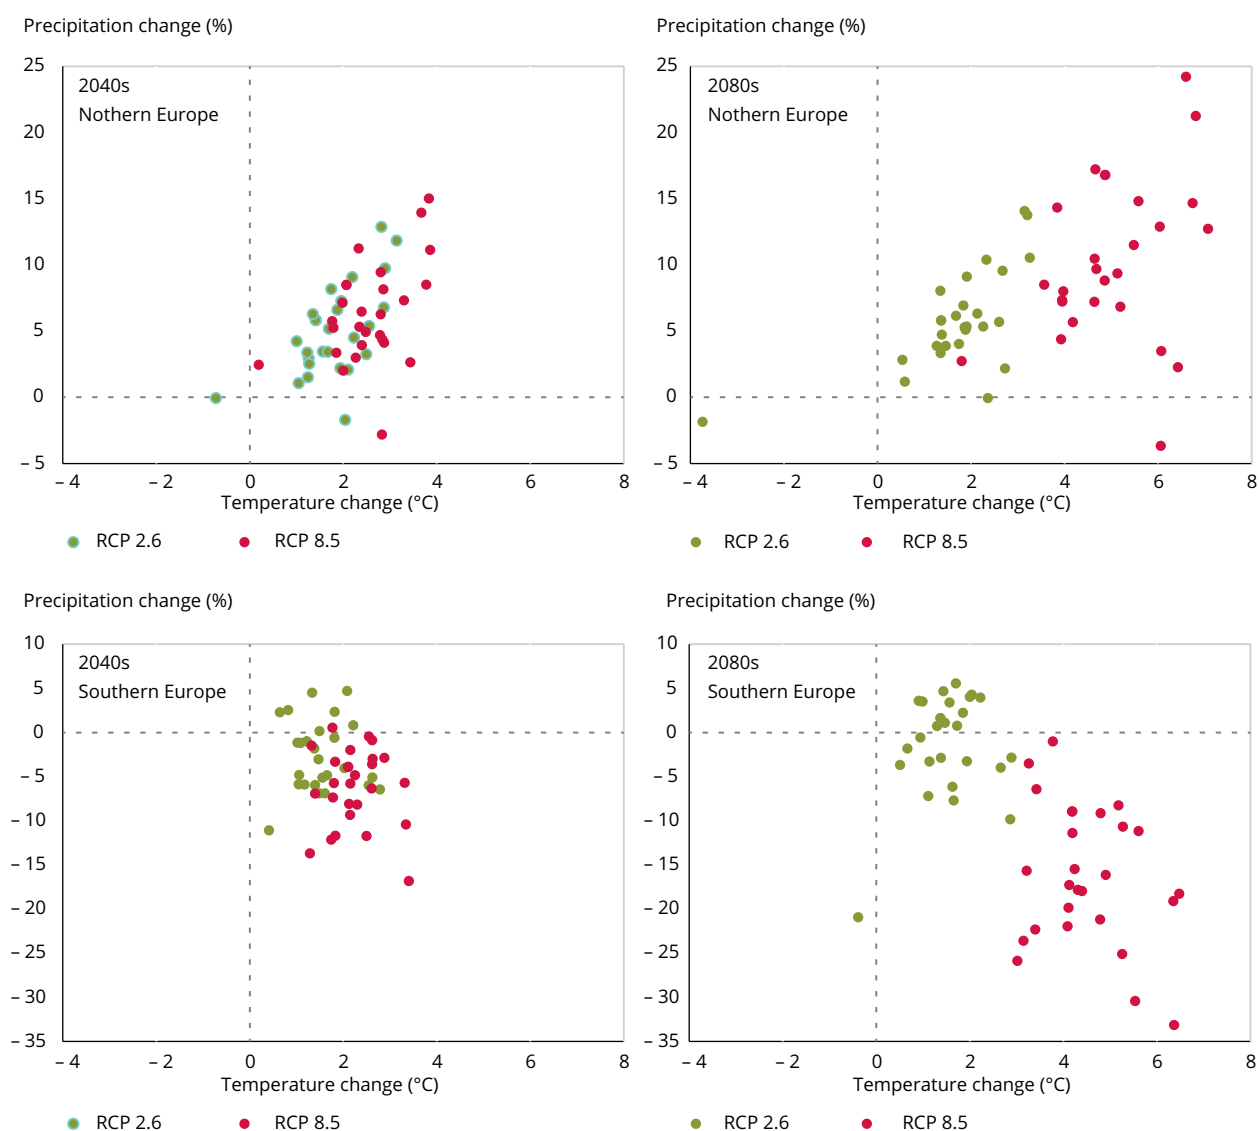 Precipitation change (%)
25
20
15
10
5
0
– 5
2040s
Nothern Europe
– 4
– 2
0
2
4
6
8
Temperature change (°C)
RCP 2.6
RCP 8.5
Precipitation change (%)
25
20
15
10
5
0
– 5
2080s
Nothern Europe
– 4
– 2
0
2
4
6
8
Temperature change (°C)
RCP 2.6
RCP 8.5
Precipitation change (%)
10
5
0
– 5
– 10
– 15
– 20
– 25
– 30
– 35
2040s
Southern Europe
– 4
– 2
0
2
4
6
8
Temperature change (°C)
RCP 2.6
RCP 8.5
Precipitation change (%)
10
5
0
– 5
– 10
– 15
– 20
– 25
– 30
– 35
2080s
Southern Europe
– 4
– 2
0
2
4
6
8
Temperature change (°C)
RCP 2.6
RCP 8.5